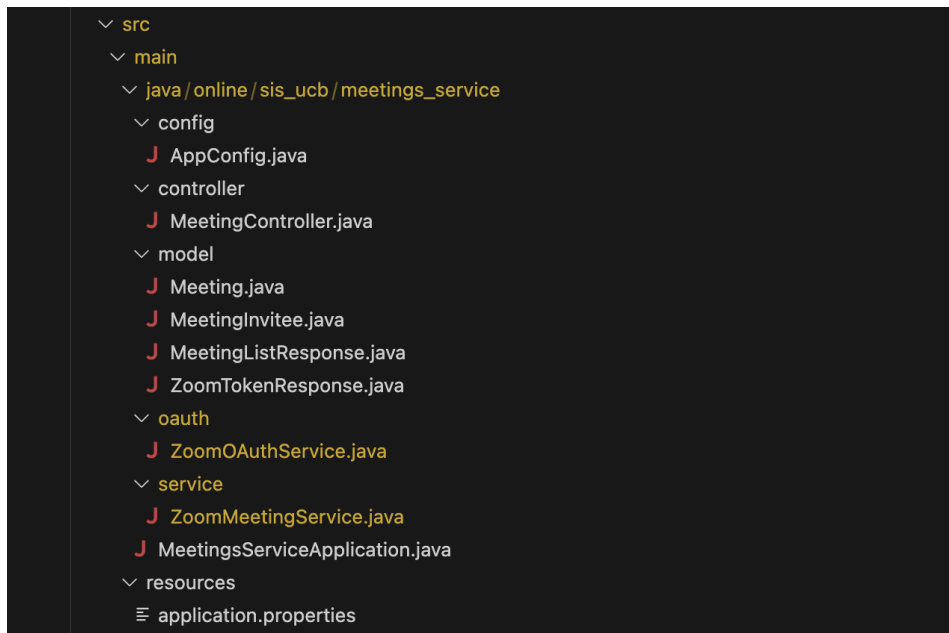 src
main
java/online/sis_ucb/meetings_service
config
J AppConfig.java
controller
J MeetingController.java
model
J Meeting.java
J MeetingInvitee.java
J MeetingListResponse.java
J ZoomTokenResponse.java
oauth
J ZoomOAuthService.java
service
J ZoomMeetingService.java
J MeetingsServiceApplication.java
resources
application.properties